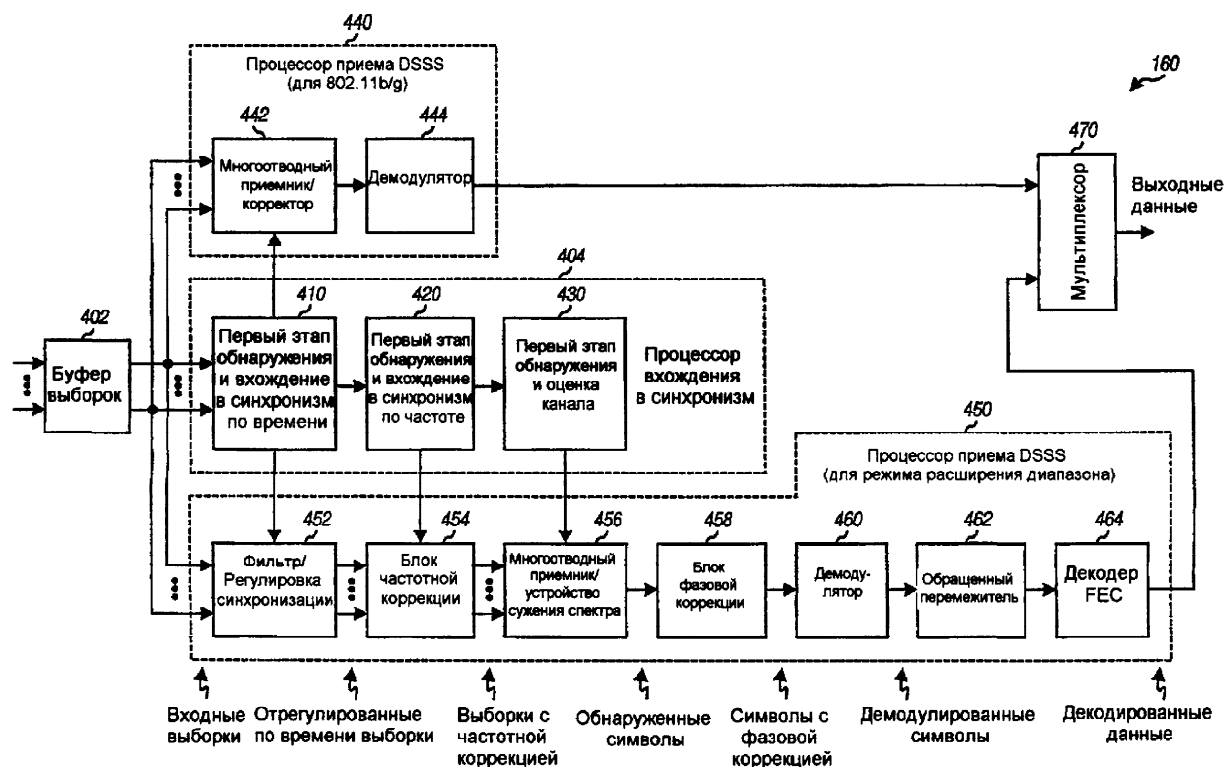 440
Процессор приема DSSS
(для 802.11b/g)
160
442
444
470
Многоотводный
приемник/
корректор
Демодулятор
Мультиплексор
Выходные
данные
404
410
420
430
402
Буфер
выборок
Первый этап
обнаружения
и вхождение
в синхронизм
по времени
Первый этап
обнаружения
и вхождение
в синхронизм
по частоте
Первый этап
обнаружения
и оценка
канала
Процессор
вхождения
в синхронизм
450
Процессор приема DSSS
(для режима расширения диапазона)
452
454
456
458
460
462
464
Фильтр/
Регулировка
синхронизации
Блок
частотной
коррекции
Многоотводный
приемник/
устройство
сужения спектра
Блок
фазовой
коррекции
Демоду-
лятор
Обращенный
перемежитель
Декодер
FEC
Входные
выборки
Отрегулированные
по времени выборки
Выборки с
частотной
коррекцией
Обнаруженные
символы
Символы с
фазовой
коррекцией
Демодулированные
символы
Декодированные
данные